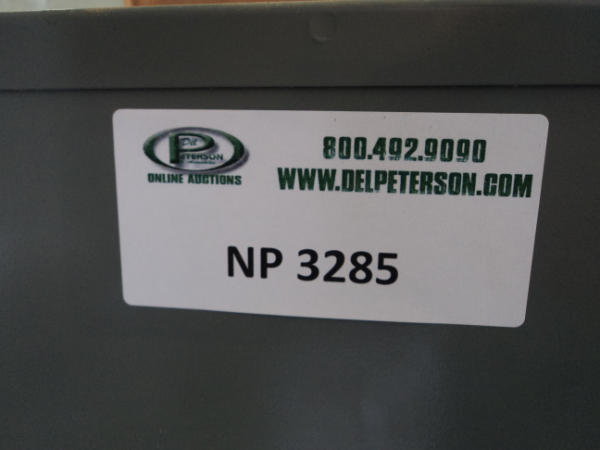 Del
PETERSON
ONLINE AUCTIONS
800.492.9090
WWW.DELPETERSON.COM
NP 3285